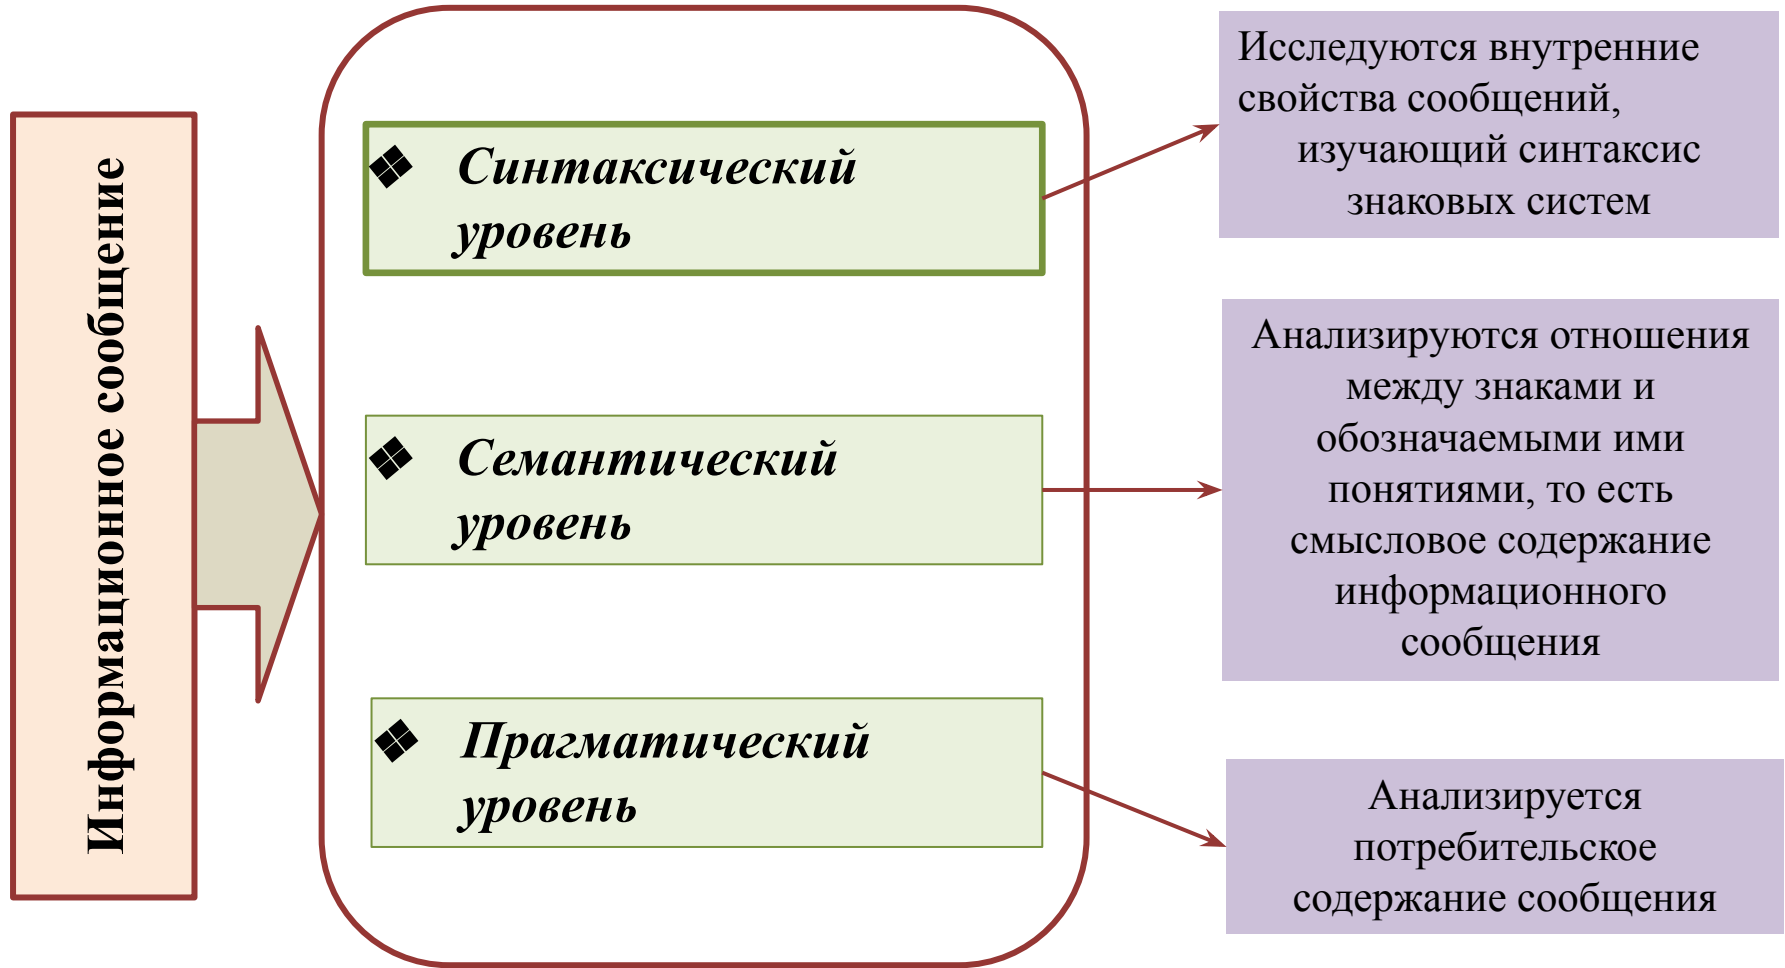 Информационное сообщение
❖ Синтаксический
уровень
Исследуются внутренние
свойства сообщений,
изучающий синтаксис
знаковых систем
❖ Семантический
уровень
Анализируются отношения
между знаками и
обозначаемыми ими
понятиями, то есть
смысловое содержание
информационного
сообщения
❖ Прагматический
уровень
Анализируется
потребительское
содержание сообщения